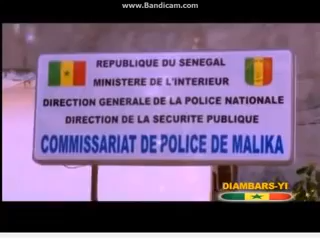 www.Bandicam.com
REPUBLIQUE DU SENEGAL
MINISTERE DE L'INTERIEUR
DIRECTION GENERALE DE LA POLICE NATIONALE
DIRECTION DE LA SECURITE PUBLIQUE
COMMISSARIAT DE POLICE DE MALIKA
DIAMBARS-YI